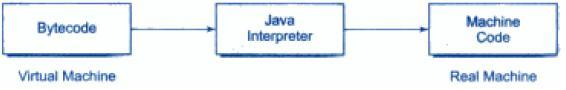 Bytecode
Java
Interpreter
Machine
Code
Virtual Machine
Real Machine